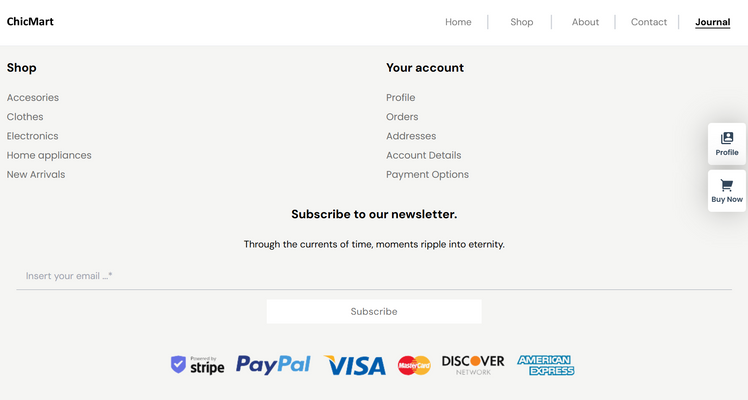 ChicMart
Home
Shop
About
Contact
Journal
Shop
Accesories
Clothes
Electronics
Home appliances
New Arrivals
Your account
Profile
Orders
Addresses
Account Details
Payment Options
Profile
Buy Now
Subscribe to our newsletter.
Through the currents of time, moments ripple into eternity.
Insert your email ...*
Subscribe
Powered by
stripe
PayPal
VISA
MasterCard
DISCOVER
NETWORK
AMERICAN
EXPRESS